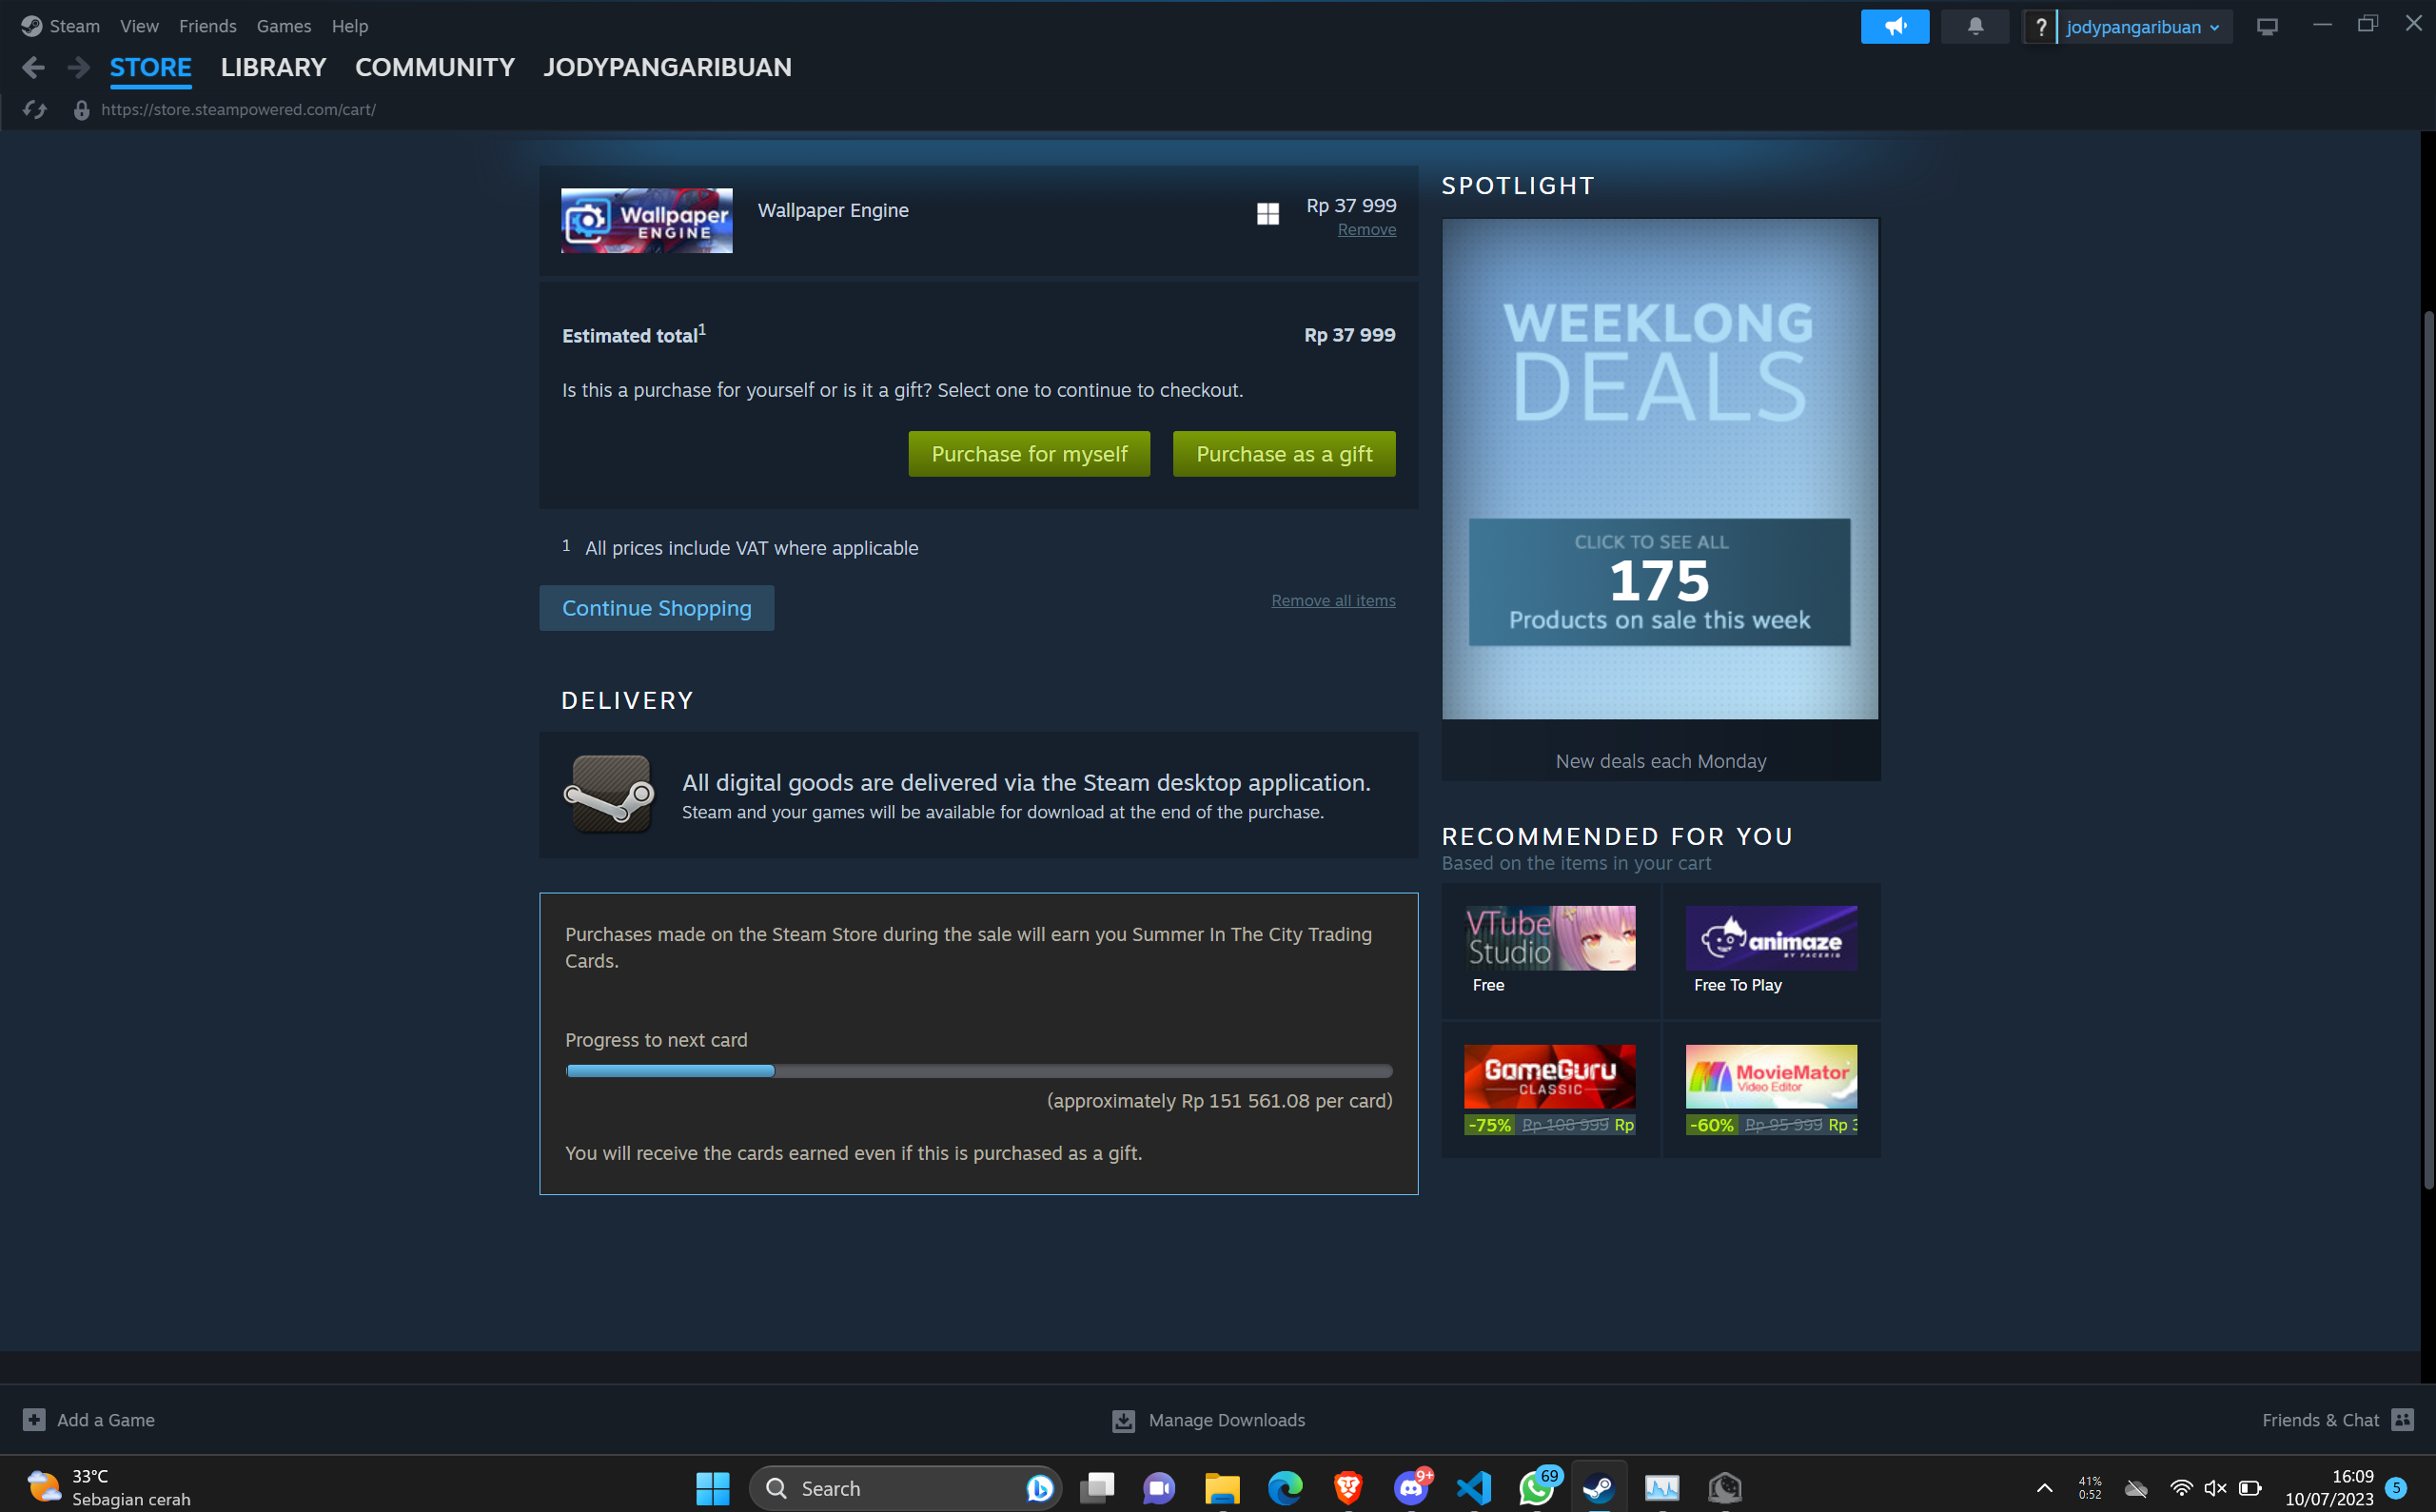 Steam View Friends Games Help
? jodypangaribuan
STORE LIBRARY COMMUNITY JODYPANGARIBUAN
https://store.steampowered.com/cart/
Wallpaper ENGINE
Wallpaper Engine
Rp 37 999
Remove
Estimated total1
Rp 37 999
Is this a purchase for yourself or is it a gift? Select one to continue to checkout.
Purchase for myself
Purchase as a gift
1 All prices include VAT where applicable
Continue Shopping
Remove all items
DELIVERY
All digital goods are delivered via the Steam desktop application.
Steam and your games will be available for download at the end of the purchase.
Purchases made on the Steam Store during the sale will earn you Summer In The City Trading
Cards.
Progress to next card
(approximately Rp 151 561.08 per card)
You will receive the cards earned even if this is purchased as a gift.
SPOTLIGHT
WEEKLONG
DEALS
CLICK TO SEE ALL
175
Products on sale this week
New deals each Monday
RECOMMENDED FOR YOU
Based on the items in your cart
VTube
Studio
Free
animaze
BY FACERIG
Free To Play
GameGuru
CLASSIC
-75% Rp 108 999 Rp
MovieMator
Video Editor
-60% Rp 95 999 Rp 3
Add a Game
Manage Downloads
Friends & Chat
33°C
Sebagian cerah
Search
9+
69
41%
0:52
16:09
10/07/2023
5